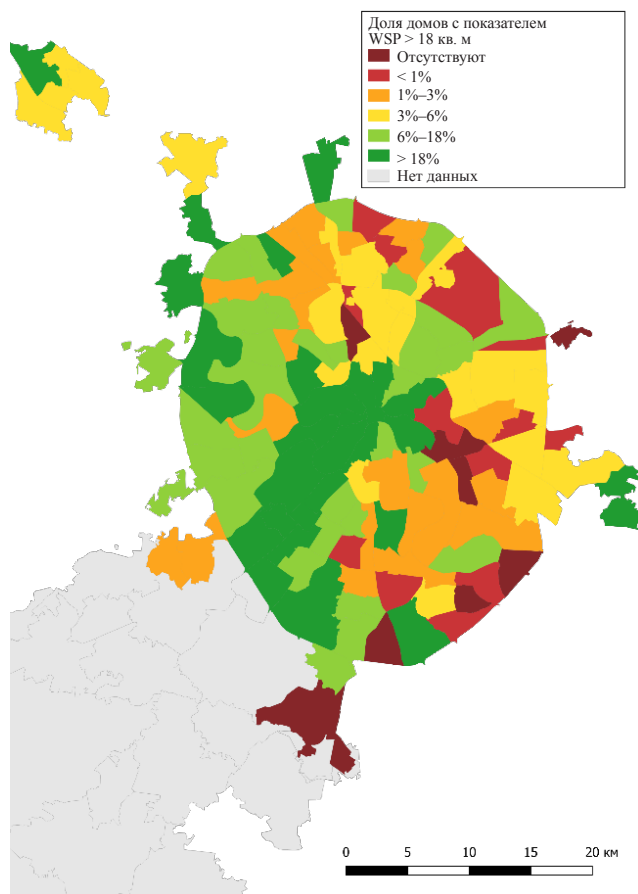 Доля домов с показателем
WSP > 18 кв. м
Отсутствуют
< 1%
1%–3%
3%–6%
6%–18%
> 18%
Нет данных
0 5 10 15 20 км